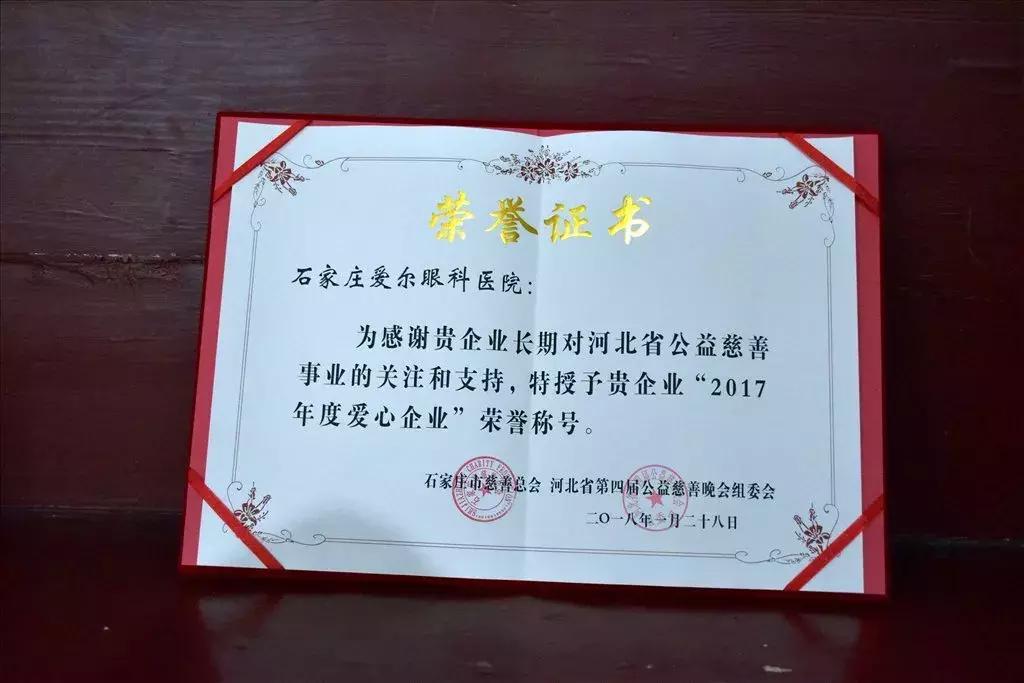 荣誉证书
石家庄爱尔眼科医院：
为感谢贵企业长期对河北省公益慈善
事业的关注和支持，特授予贵企业“2017
年度爱心企业”荣誉称号。
石家庄市慈善总会 河北省第四届公益慈善晚会组委会
二〇一八年一月二十八日